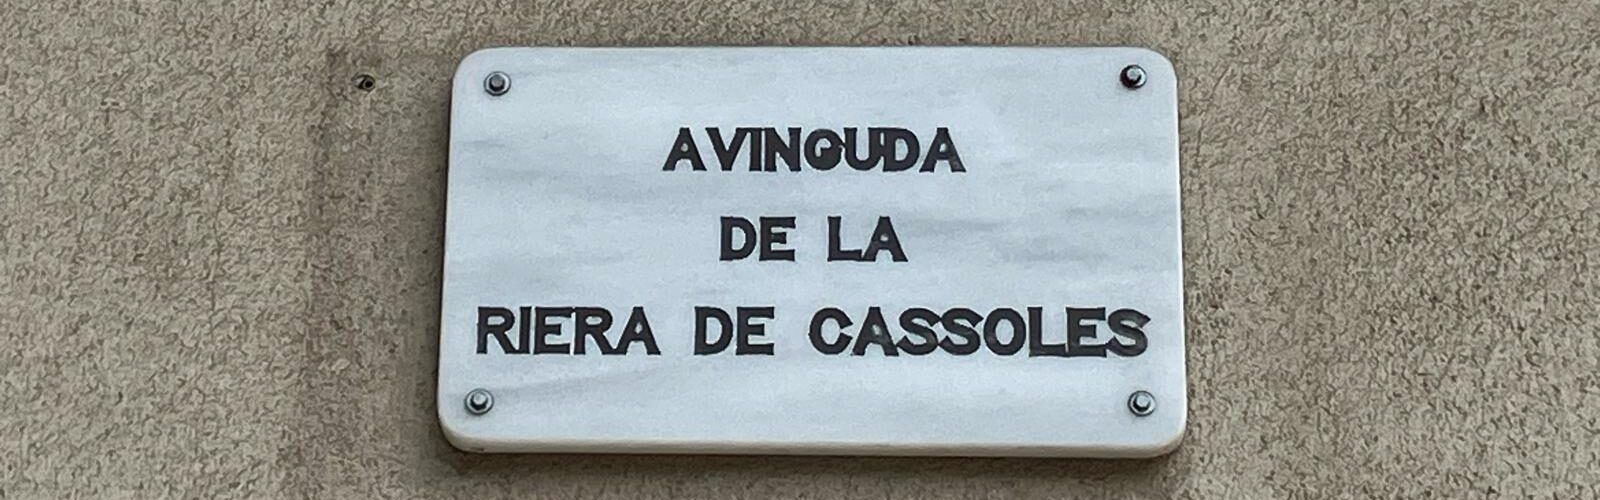 AVINGUDA
DE LA
RIERA DE CASSOLES